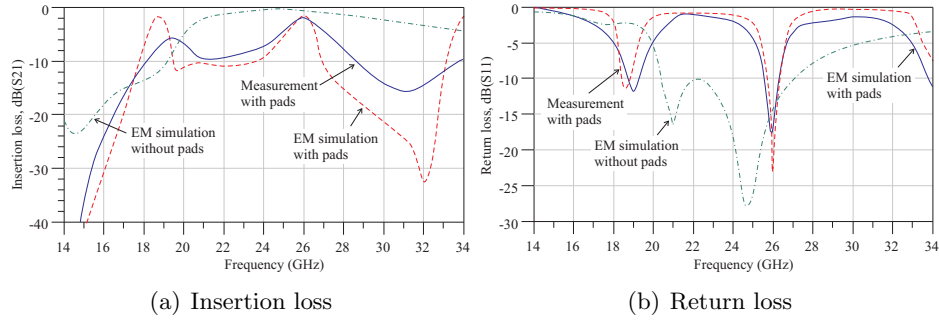 0
-10
-20
-30
-40
Insertion loss, dB(S21)
Measurement
with pads
EM simulation
without pads
EM simulation
with pads
14 16 18 20 22 24 26 28 30 32 34
Frequency (GHz)
(a) Insertion loss
0
-5
-10
-15
-20
-25
-30
Return loss, dB(S11)
Measurement
with pads
EM simulation
without pads
EM simulation
with pads
14 16 18 20 22 24 26 28 30 32 34
Frequency (GHz)
(b) Return loss